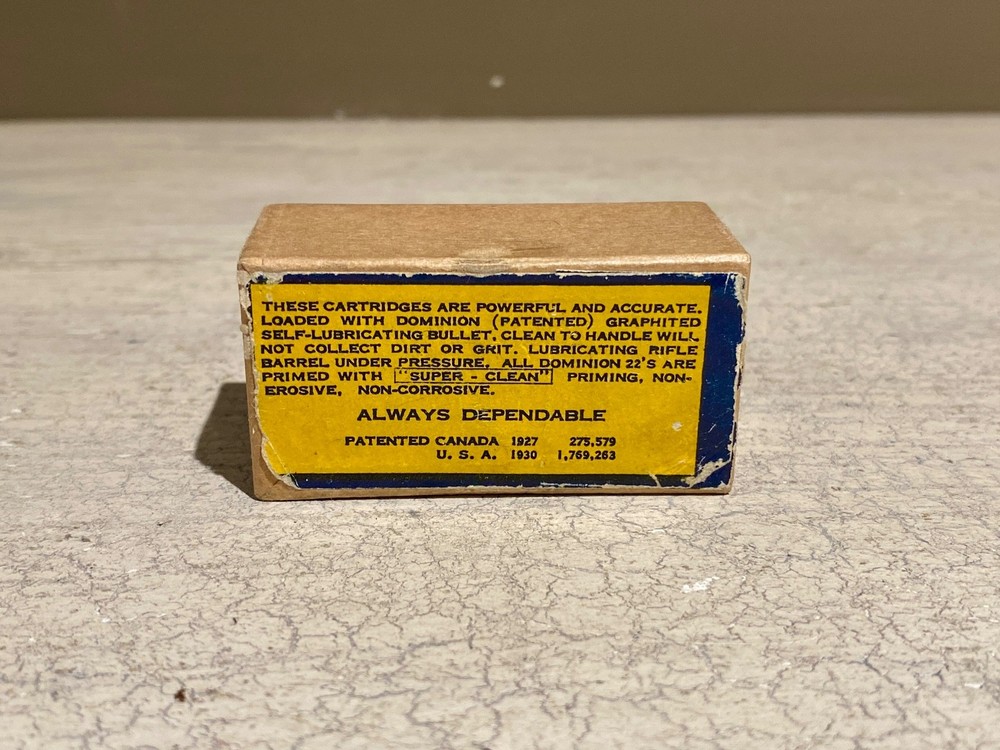 THESE CARTRIDGES ARE POWERFUL AND ACCURATE.
LOADED WITH DOMINION (PATENTED) GRAPHITED
SELF-LUBRICATING BULLET, CLEAN TO HANDLE WILL
NOT COLLECT DIRT OR GRIT. LUBRICATING RIFLE
BARREL UNDER PRESSURE. ALL DOMINION 22'S ARE
PRIMED WITH "SUPER - CLEAN" PRIMING, NON-
EROSIVE, NON-CORROSIVE.
ALWAYS DEPENDABLE
PATENTED CANADA 1927 275,579
U. S. A. 1930 1,769,263